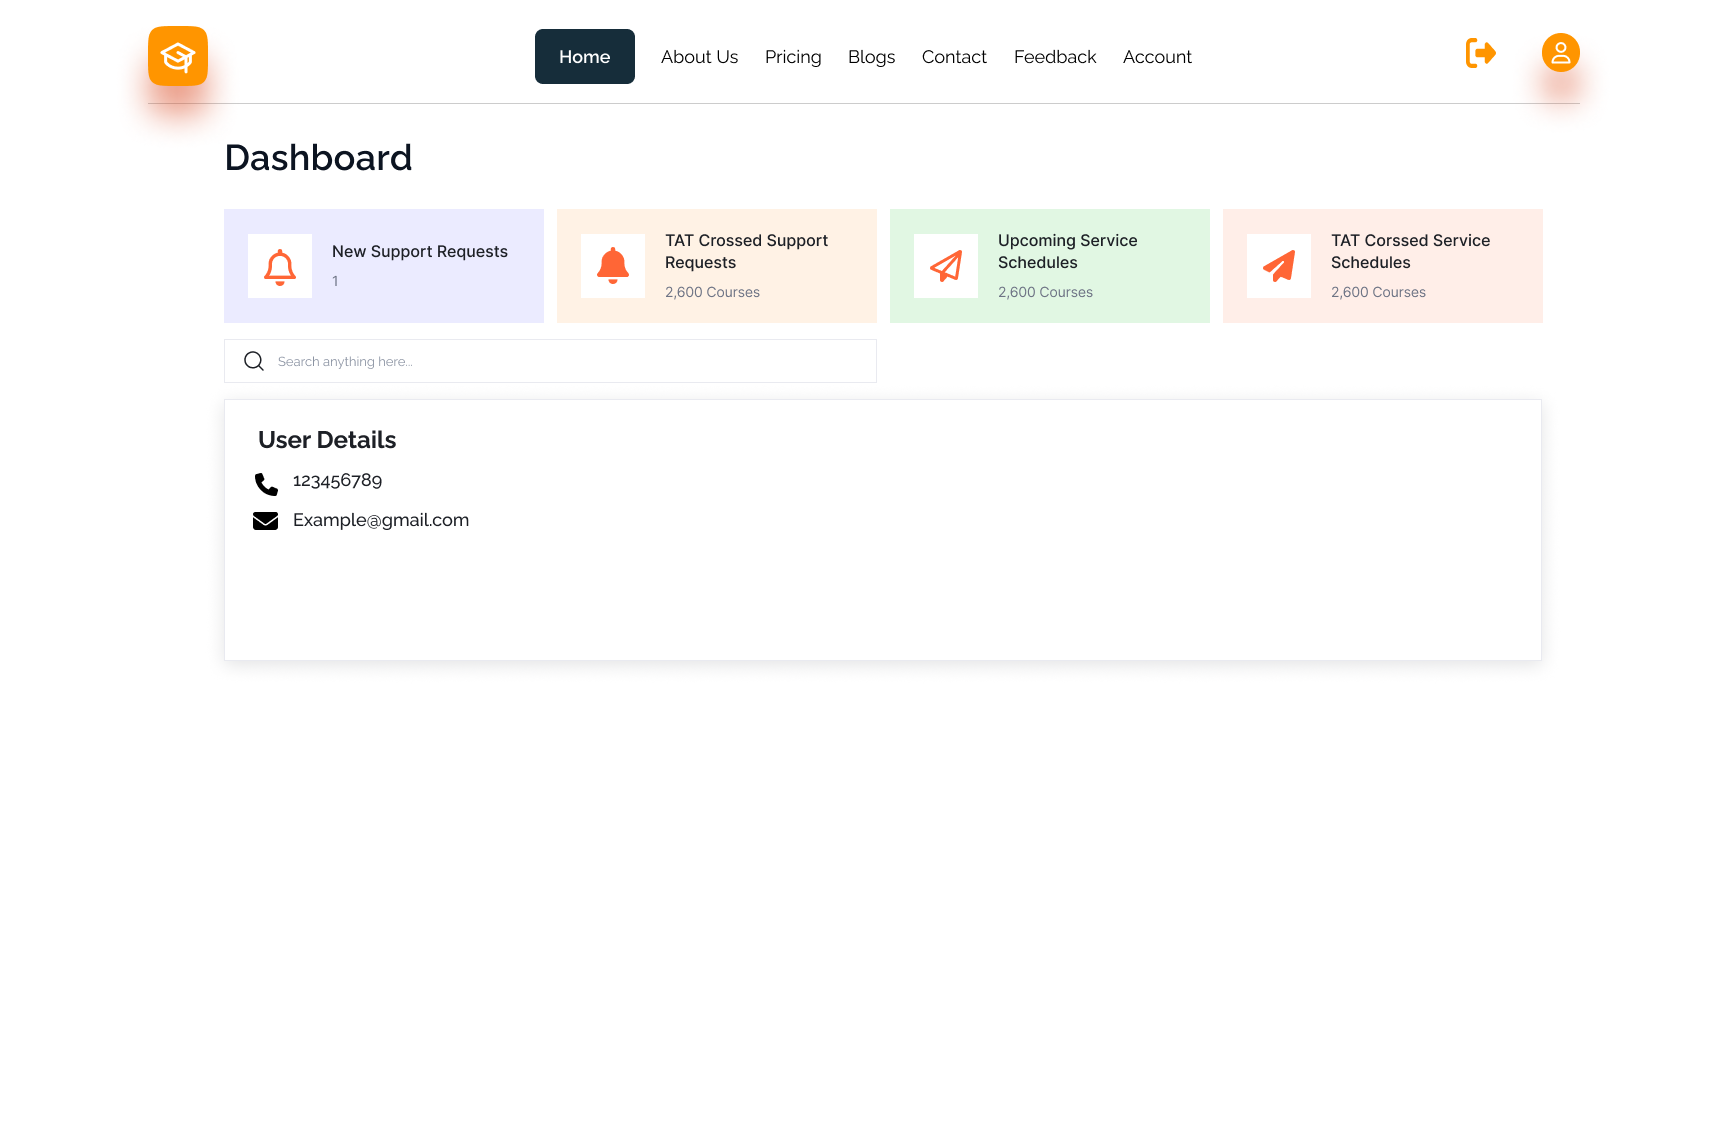 Home About Us Pricing Blogs Contact Feedback Account
Dashboard
New Support Requests
1
TAT Crossed Support
Requests
2,600 Courses
Upcoming Service
Schedules
2,600 Courses
TAT Corssed Service
Schedules
2,600 Courses
Search anything here...
User Details
123456789
Example@gmail.com